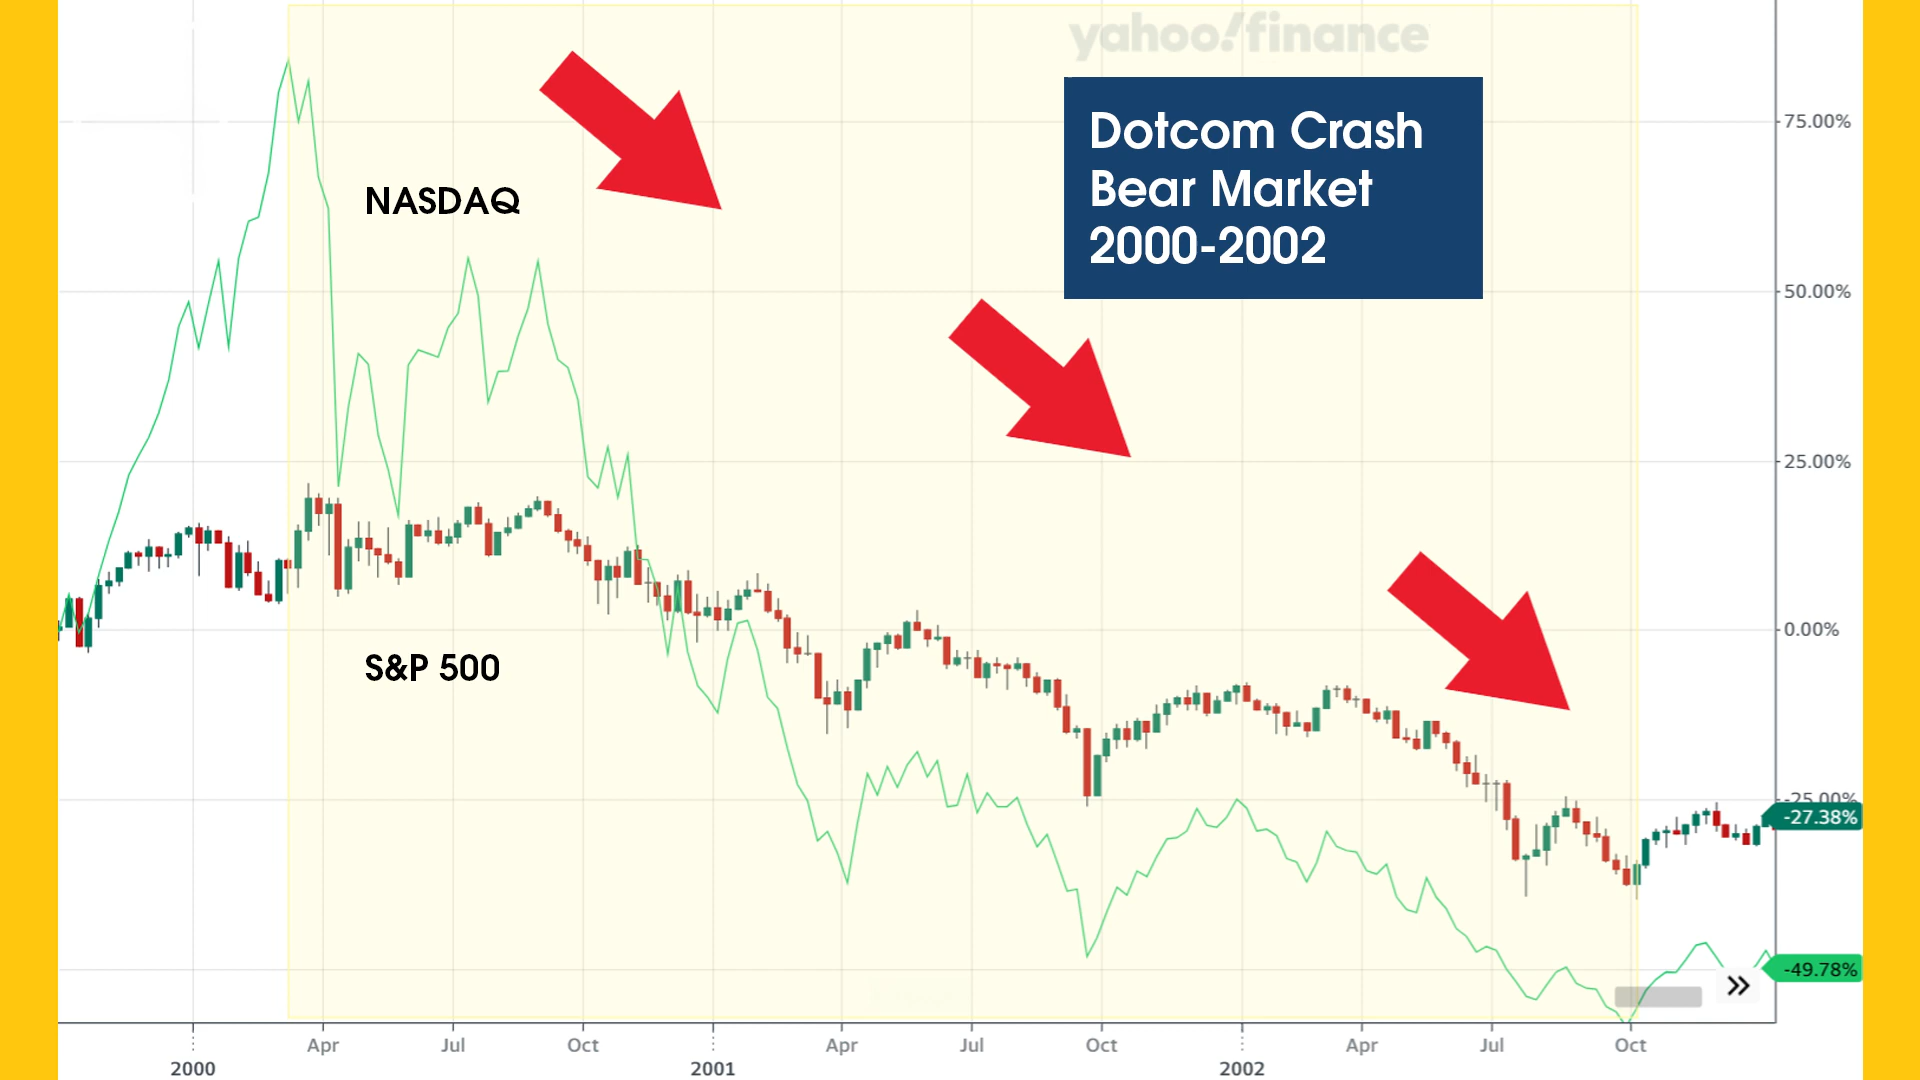 yahoo!finance
Dotcom Crash
Bear Market
2000-2002
NASDAQ
S&P 500
75.00%
50.00%
25.00%
0.00%
-25.00%
-27.38%
-49.78%
»
Apr Jul Oct Apr Jul Oct Apr Jul Oct
2000 2001 2002